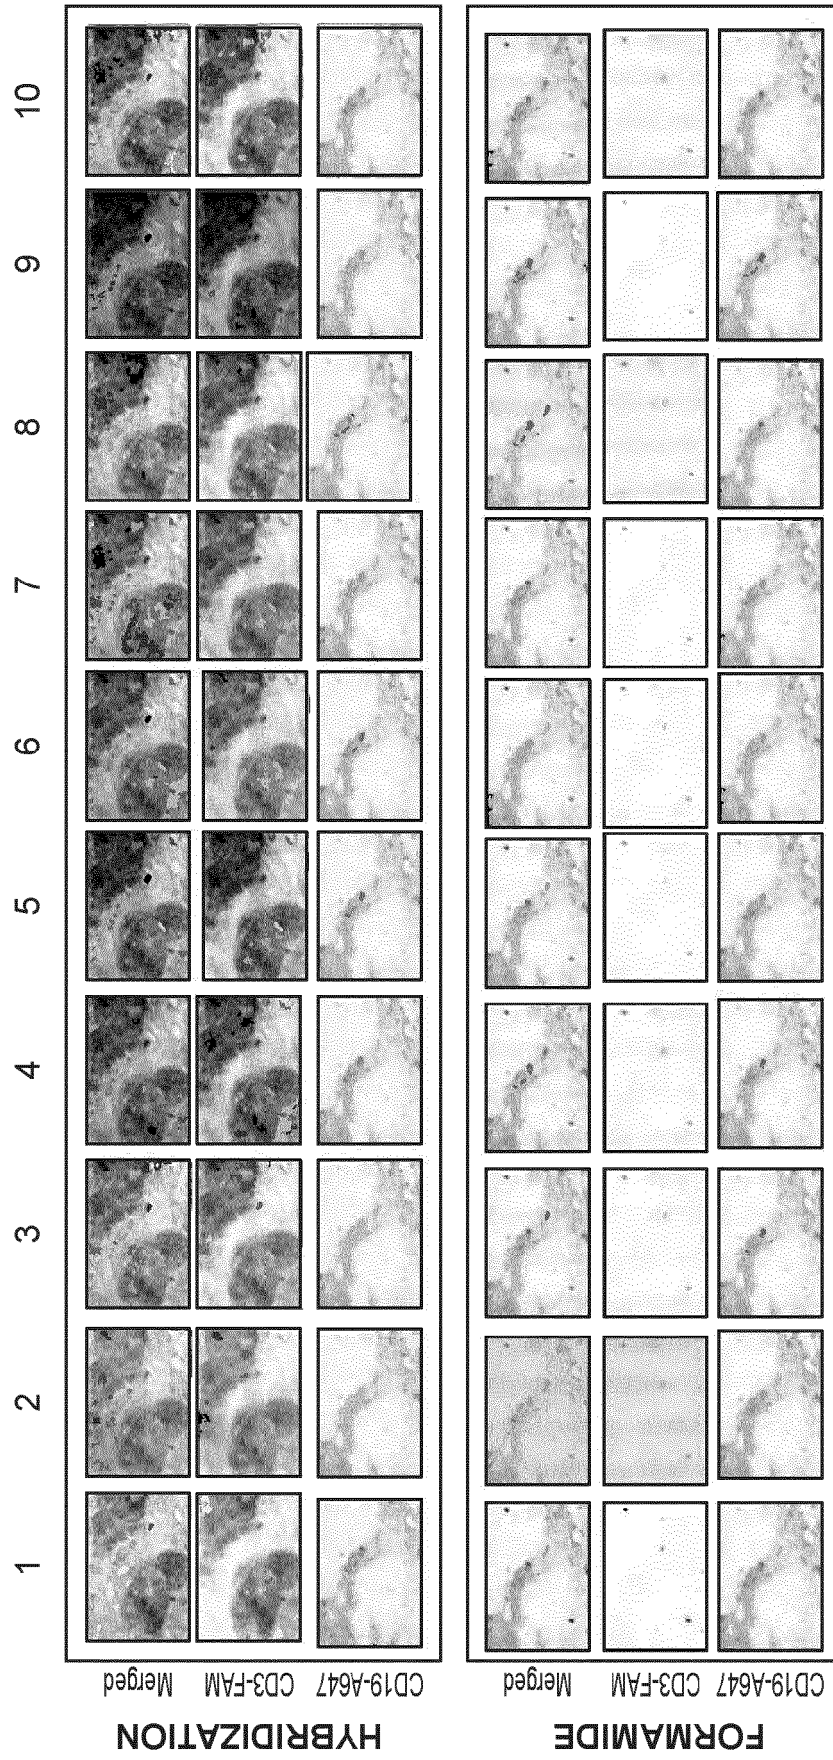 1 2 3 4 5 6 7 8 9 10
HYBRIDIZATION
Merged
CD3-FAM
CD19-A647
FORMAMIDE
Merged
CD3-FAM
CD19-A647